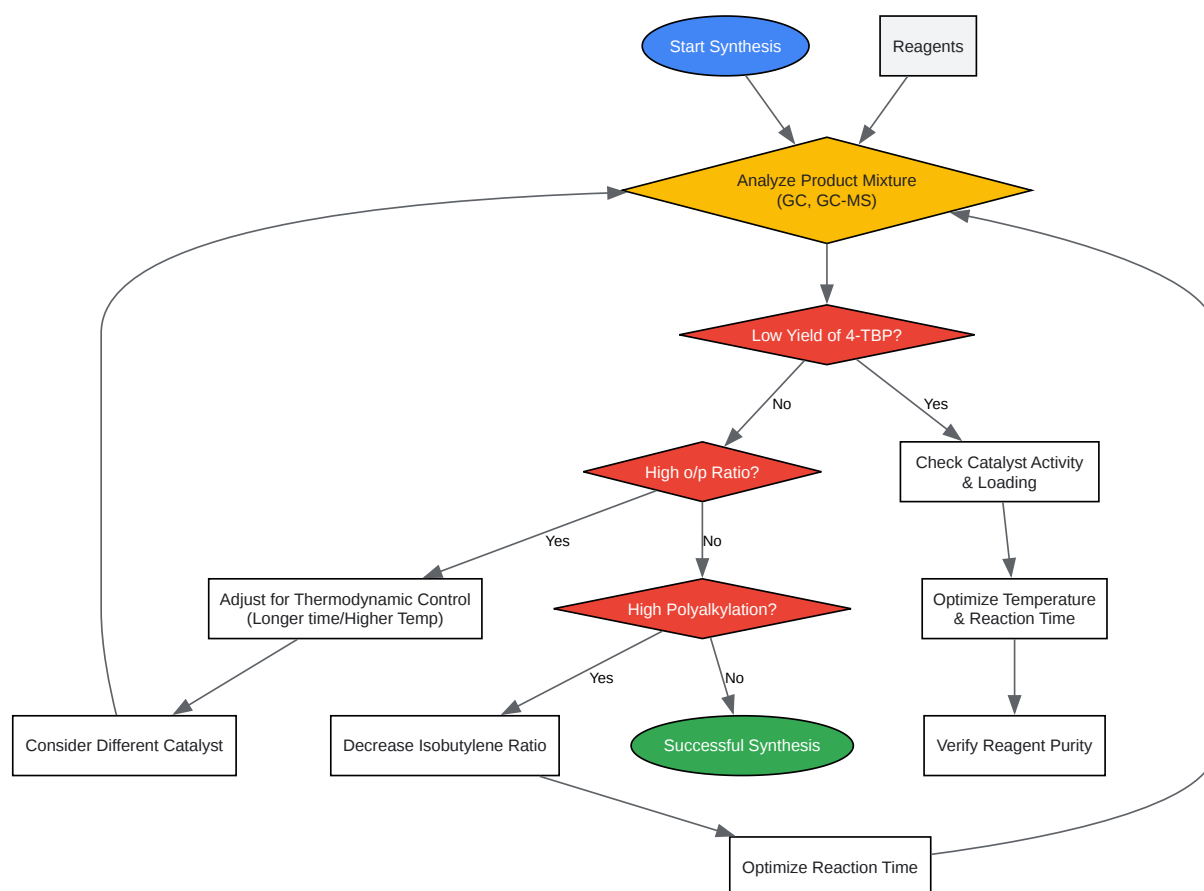 Start Synthesis
Reagents
Analyze Product Mixture
(GC, GC-MS)
Low Yield of 4-TBP?
No
Yes
High o/p Ratio?
Check Catalyst Activity
& Loading
Yes
No
Adjust for Thermodynamic Control
(Longer time/Higher Temp)
High Polyalkylation?
Optimize Temperature
& Reaction Time
Yes
No
Consider Different Catalyst
Decrease Isobutylene Ratio
Successful Synthesis
Verify Reagent Purity
Optimize Reaction Time